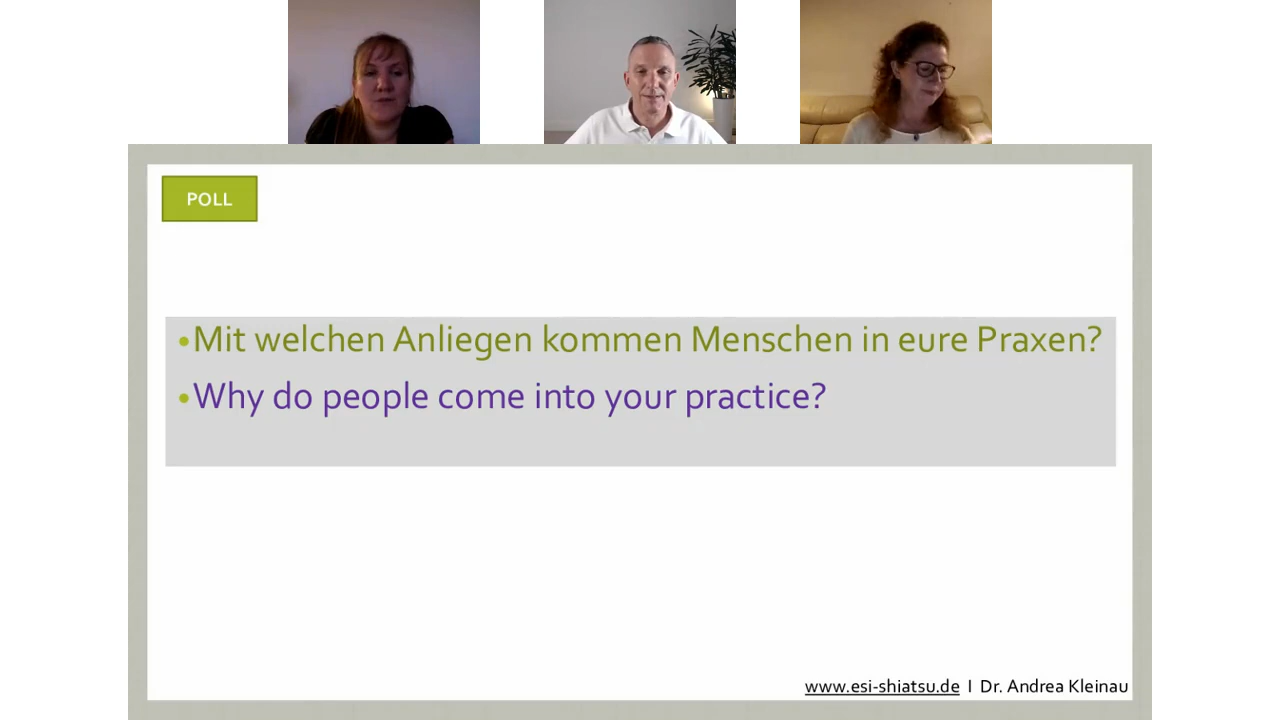 POLL
•Mit welchen Anliegen kommen Menschen in eure Praxen?
•Why do people come into your practice?
www.esi-shiatsu.de I Dr. Andrea Kleinau